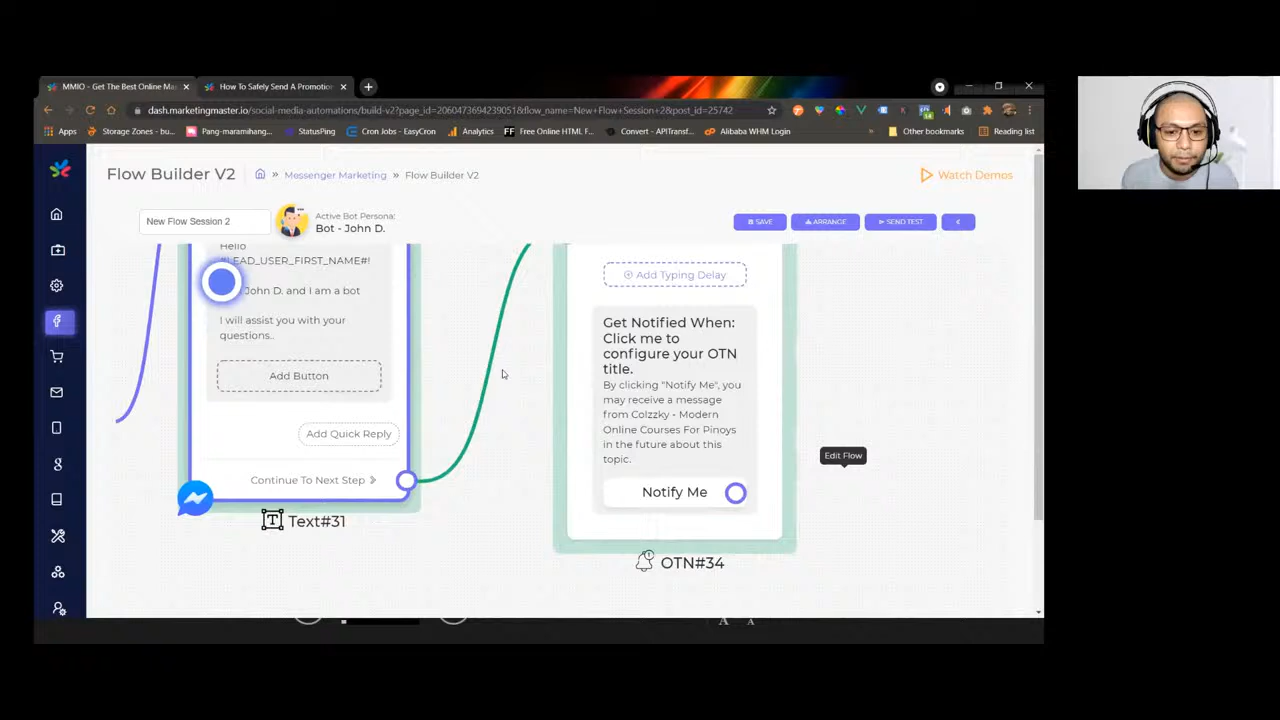 MMIO - Get The Best Online Ma
How To Safely Send A Promotion
dash.marketingmaster.io/social-media-automations/build-v2?page_id=2060473694239051&flow_name=New+Flow+Session+2&post_id=25742
Apps
Storage Zones - bu...
Pang-maramihang...
StatusPing
Cron Jobs - EasyCron
Analytics
Free Online HTML F...
Convert - APITransf...
Alibaba WHM Login
Other bookmarks
Reading list
Flow Builder V2
Messenger Marketing
Flow Builder V2
Watch Demos
New Flow Session 2
Active Bot Persona:
Bot - John D.
SAVE
ARRANGE
SEND TEST
Hello
LEAD_USER_FIRST_NAME#!
John D. and I am a bot
I will assist you with your
questions..
Add Button
Add Quick Reply
Continue To Next Step
Text#31
Add Typing Delay
Get Notified When:
Click me to
configure your OTN
title.
By clicking "Notify Me", you
may receive a message
from Colzzky - Modern
Online Courses For Pinoys
in the future about this
topic.
Notify Me
OTN#34
Edit Flow
A A